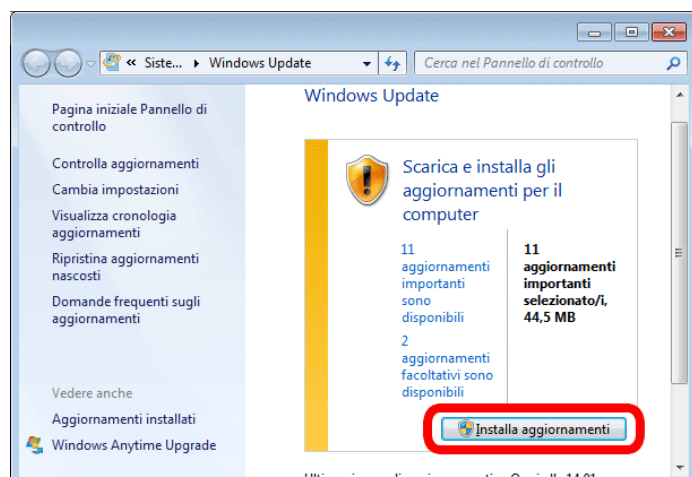 « Siste... ▸ Windows Update
Cerca nel Pannello di controllo
Pagina iniziale Pannello di
controllo
Controlla aggiornamenti
Cambia impostazioni
Visualizza cronologia
aggiornamenti
Ripristina aggiornamenti
nascosti
Domande frequenti sugli
aggiornamenti
Vedere anche
Aggiornamenti installati
Windows Anytime Upgrade
Windows Update
Scarica e installa gli
aggiornamenti per il
computer
11
aggiornamenti
importanti
sono
disponibili
2
aggiornamenti
facoltativi sono
disponibili
11
aggiornamenti
importanti
selezionato/i,
44,5 MB
Installa aggiornamenti